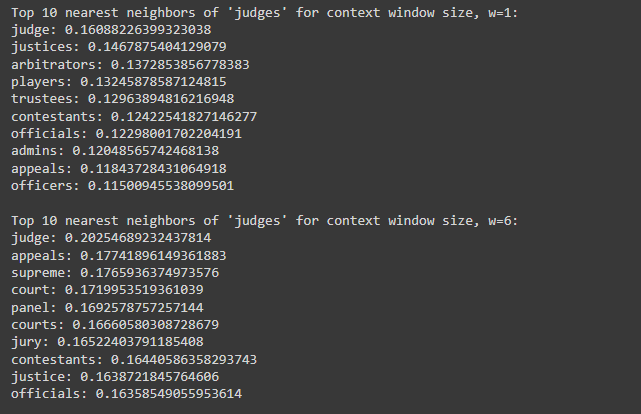 Top 10 nearest neighbors of 'judges' for context window size, w=1:
judge: 0.16088226399323038
justices: 0.1467875404129079
arbitrators: 0.1372853856778383
players: 0.13245878587124815
trustees: 0.12963894816216948
contestants: 0.12422541827146277
officials: 0.12298001702204191
admins: 0.12048565742468138
appeals: 0.11843728431064918
officers: 0.11500945538099501
Top 10 nearest neighbors of 'judges' for context window size, w=6:
judge: 0.20254689232437814
appeals: 0.17741896149361883
supreme: 0.1765936374973576
court: 0.1719953519361039
panel: 0.1692578757257144
courts: 0.16660580308728679
jury: 0.16522403791185408
contestants: 0.16440586358293743
justice: 0.1638721845764606
officials: 0.16358549055953614